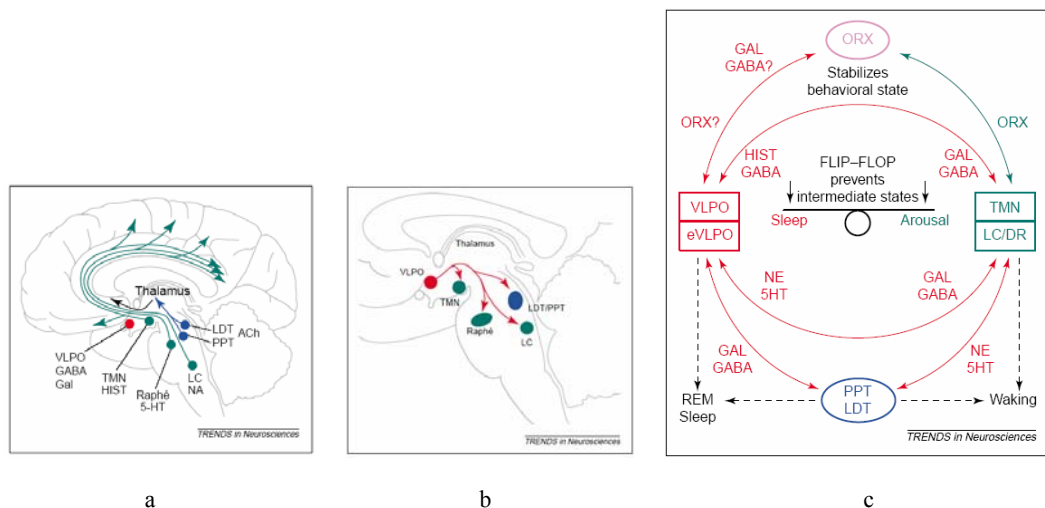 Thalamus
LDT ACh
PPT
VLPO
GABA
Gal
TMN
HIST
Raphé
5-HT
LC
NA
TRENDS in Neurosciences
a
Thalamus
VLPO
TMN
LDT/PPT
Raphé
LC
TRENDS in Neurosciences
b
ORX
GAL
GABA?
Stabilizes
behavioral state
ORX?
ORX
HIST
GABA
FLIP–FLOP
prevents
intermediate states
GAL
GABA
VLPO
eVLPO
Sleep
Arousal
TMN
LC/DR
NE
5HT
GAL
GABA
GAL
GABA
NE
5HT
REM
Sleep
PPT
LDT
Waking
TRENDS in Neurosciences
c